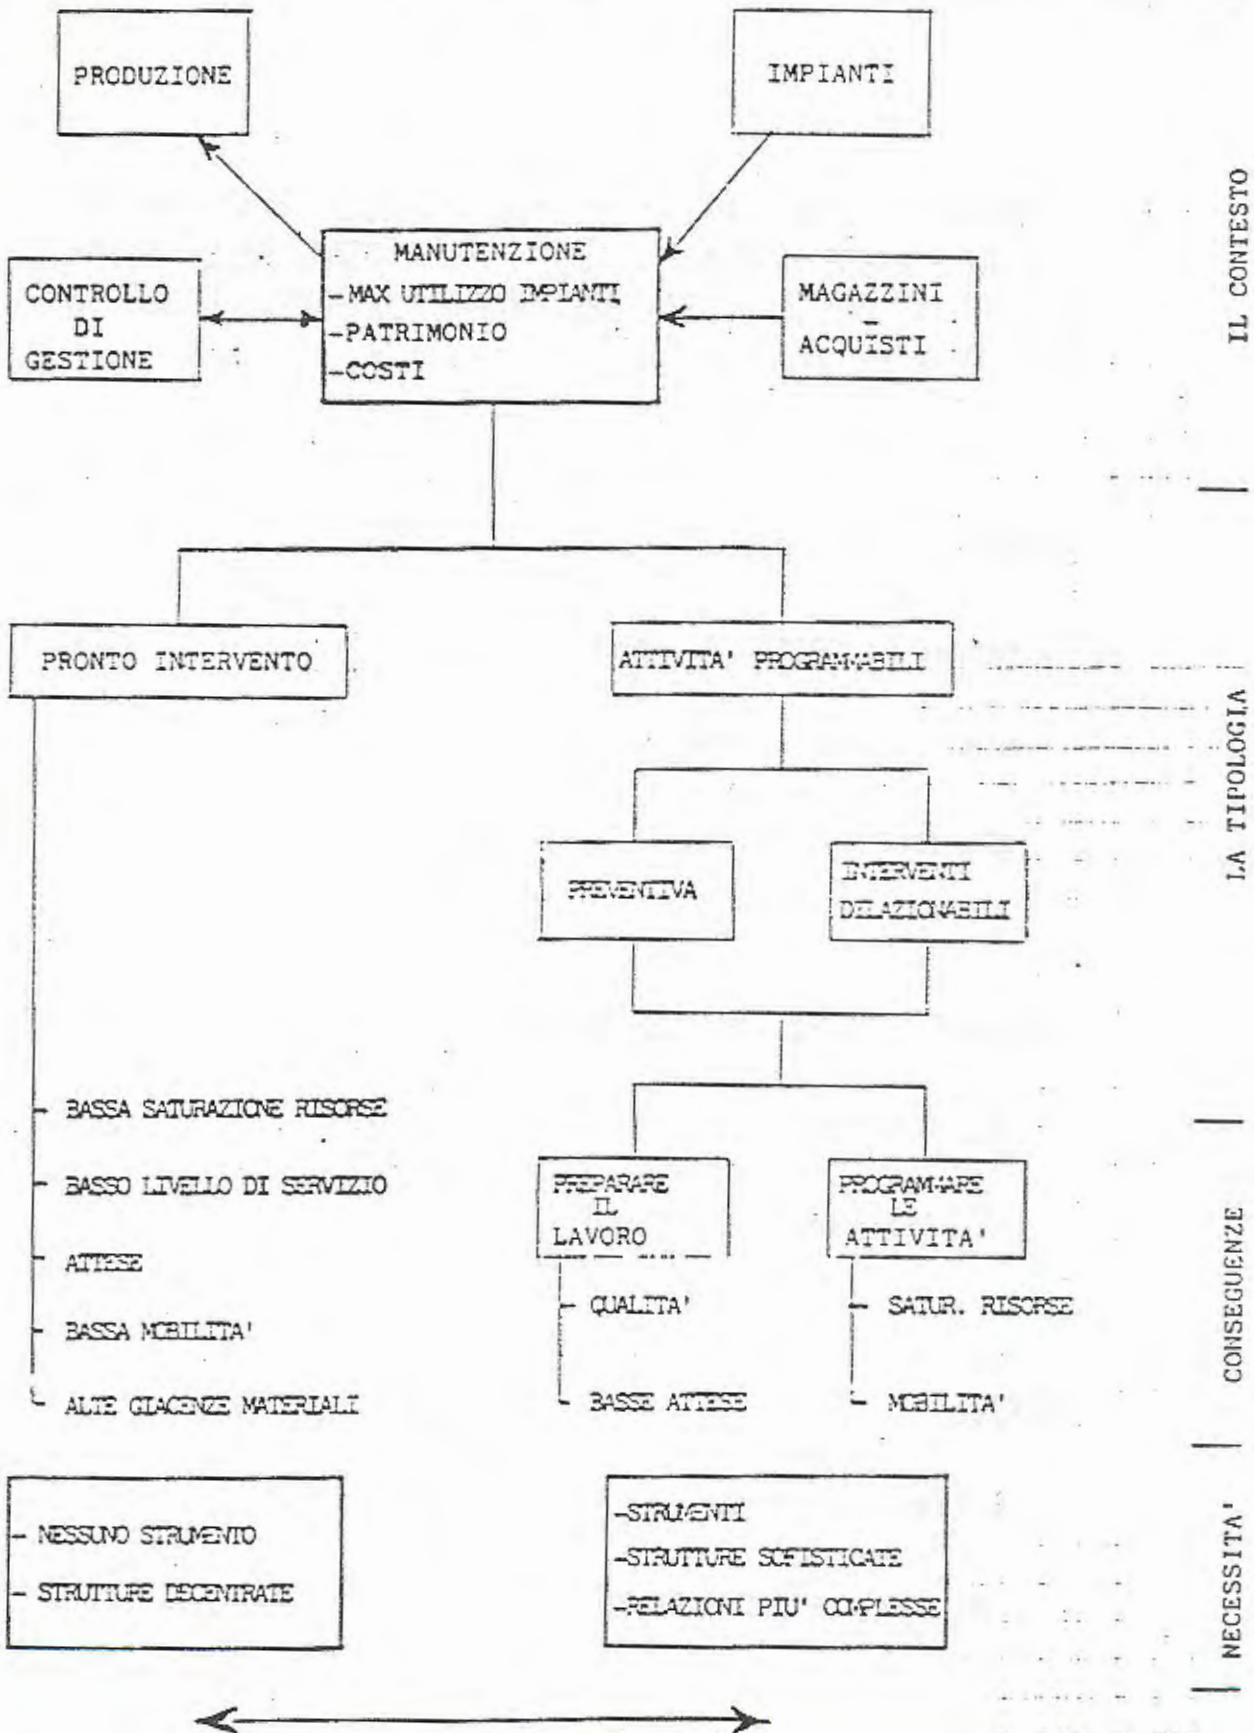 PRODUZIONE
IMPIANTI
MANUTENZIONE
-MAX UTILIZZO IMPIANTI
-PATRIMONIO
-COSTI
CONTROLLO
DI
GESTIONE
MAGAZZINI
-
ACQUISTI
IL CONTESTO
PRONTO INTERVENTO
ATTIVITA' PROGRAMMABILI
PREVENTIVA
INTERVENTI
DELAZIONABILI
LA TIPOLOGIA
- BASSA SATURAZIONE RISORSE
- BASSO LIVELLO DI SERVIZIO
- ATTESE
- BASSA MOBILITA'
- ALTE GIACENZE MATERIALI
PREPARARE
IL
LAVORO
- QUALITA'
- BASSE ATTESE
PROGRAMMARE
LE
ATTIVITA'
- SATUR. RISORSE
- MOBILITA'
CONSEGUENZE
- NESSUNO STRUMENTO
- STRUTTURE DECENTRATE
-STRUMENTI
-STRUTTURE SOFISTICATE
-RELAZIONI PIU' COMPLESSE
NECESSITA'